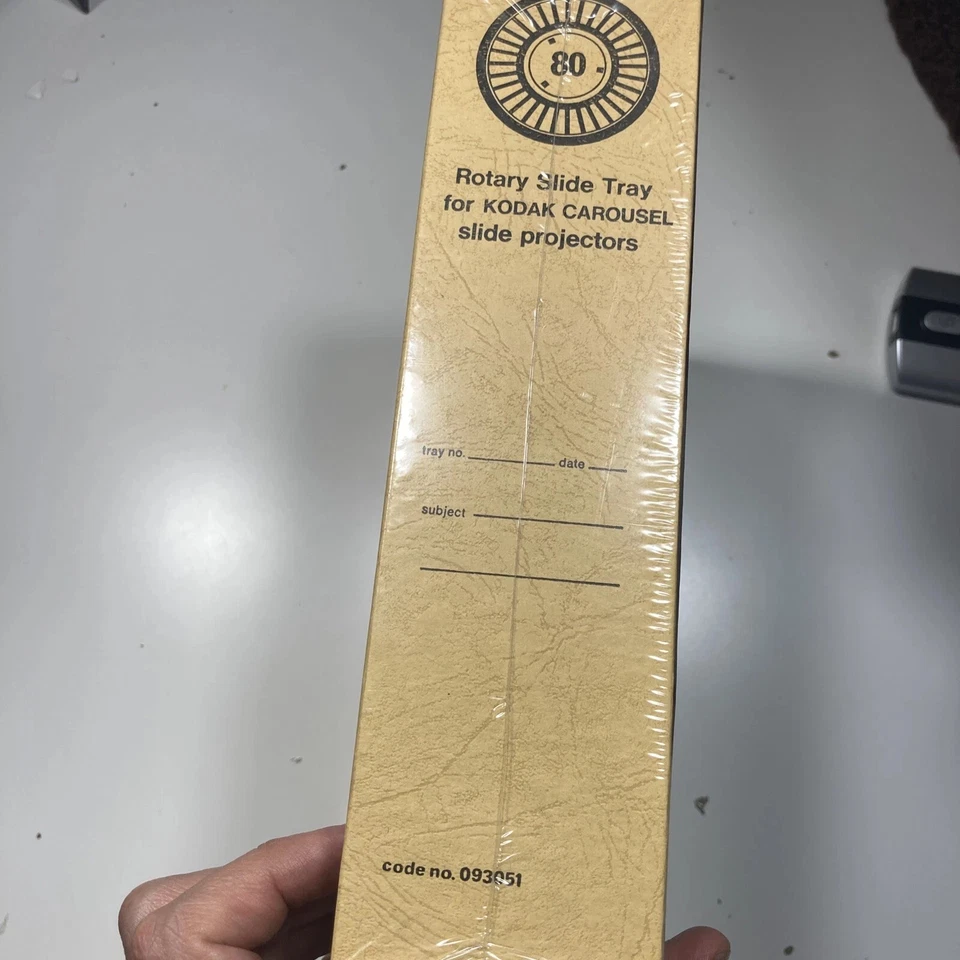 80
Rotary Slide Tray
for KODAK CAROUSEL
slide projectors
tray no. date
subject
code no. 093051